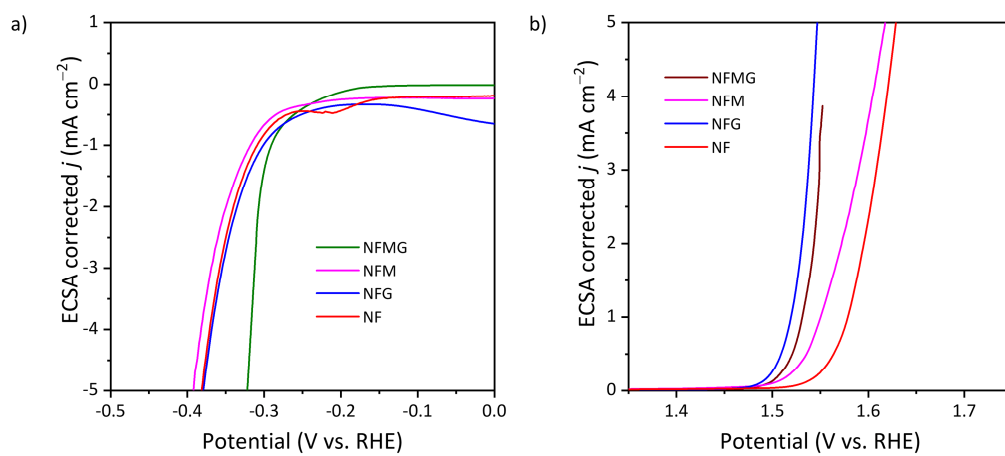 a)
ECSA corrected j (mA cm⁻²)
1
0
-1
-2
-3
-4
-5
NFMG
NFM
NFG
NF
-0.5
-0.4
-0.3
-0.2
-0.1
0.0
Potential (V vs. RHE)
b)
ECSA corrected j (mA cm⁻²)
5
4
3
2
1
0
NFMG
NFM
NFG
NF
1.4
1.5
1.6
1.7
Potential (V vs. RHE)